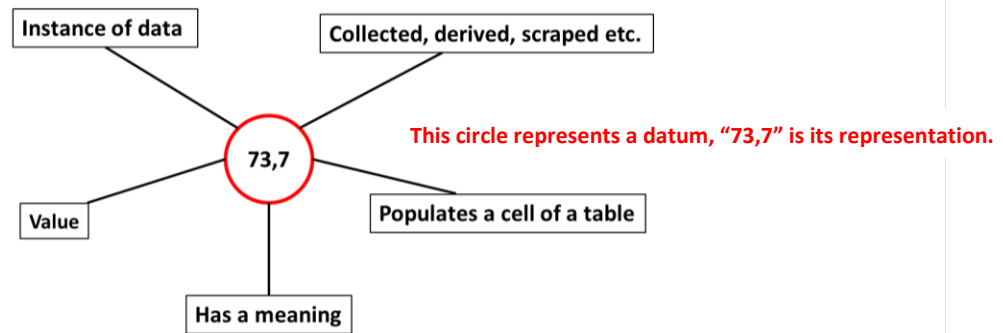 Instance of data
Collected, derived, scraped etc.
This circle represents a datum, “73,7” is its representation.
73,7
Populates a cell of a table
Value
Has a meaning